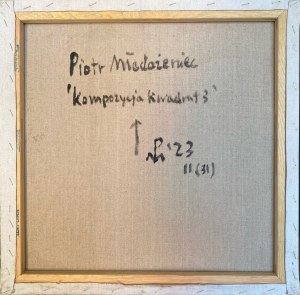 Piotr Młodożeniec
'Kompozycja kwadrat 3'
'23
11(31)